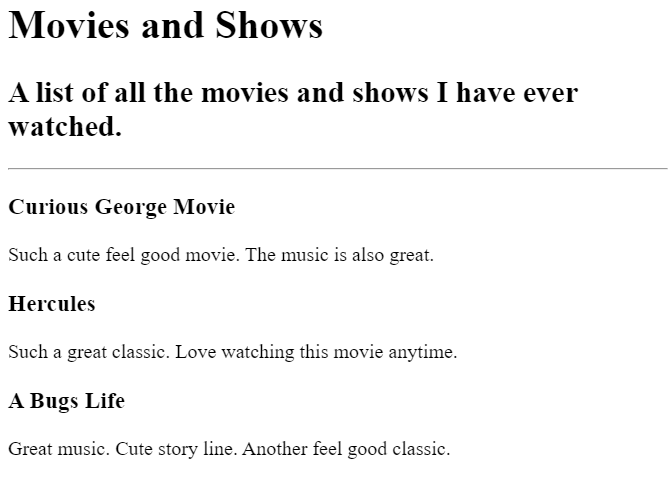 Movies and Shows
A list of all the movies and shows I have ever
watched.
Curious George Movie
Such a cute feel good movie. The music is also great.
Hercules
Such a great classic. Love watching this movie anytime.
A Bugs Life
Great music. Cute story line. Another feel good classic.